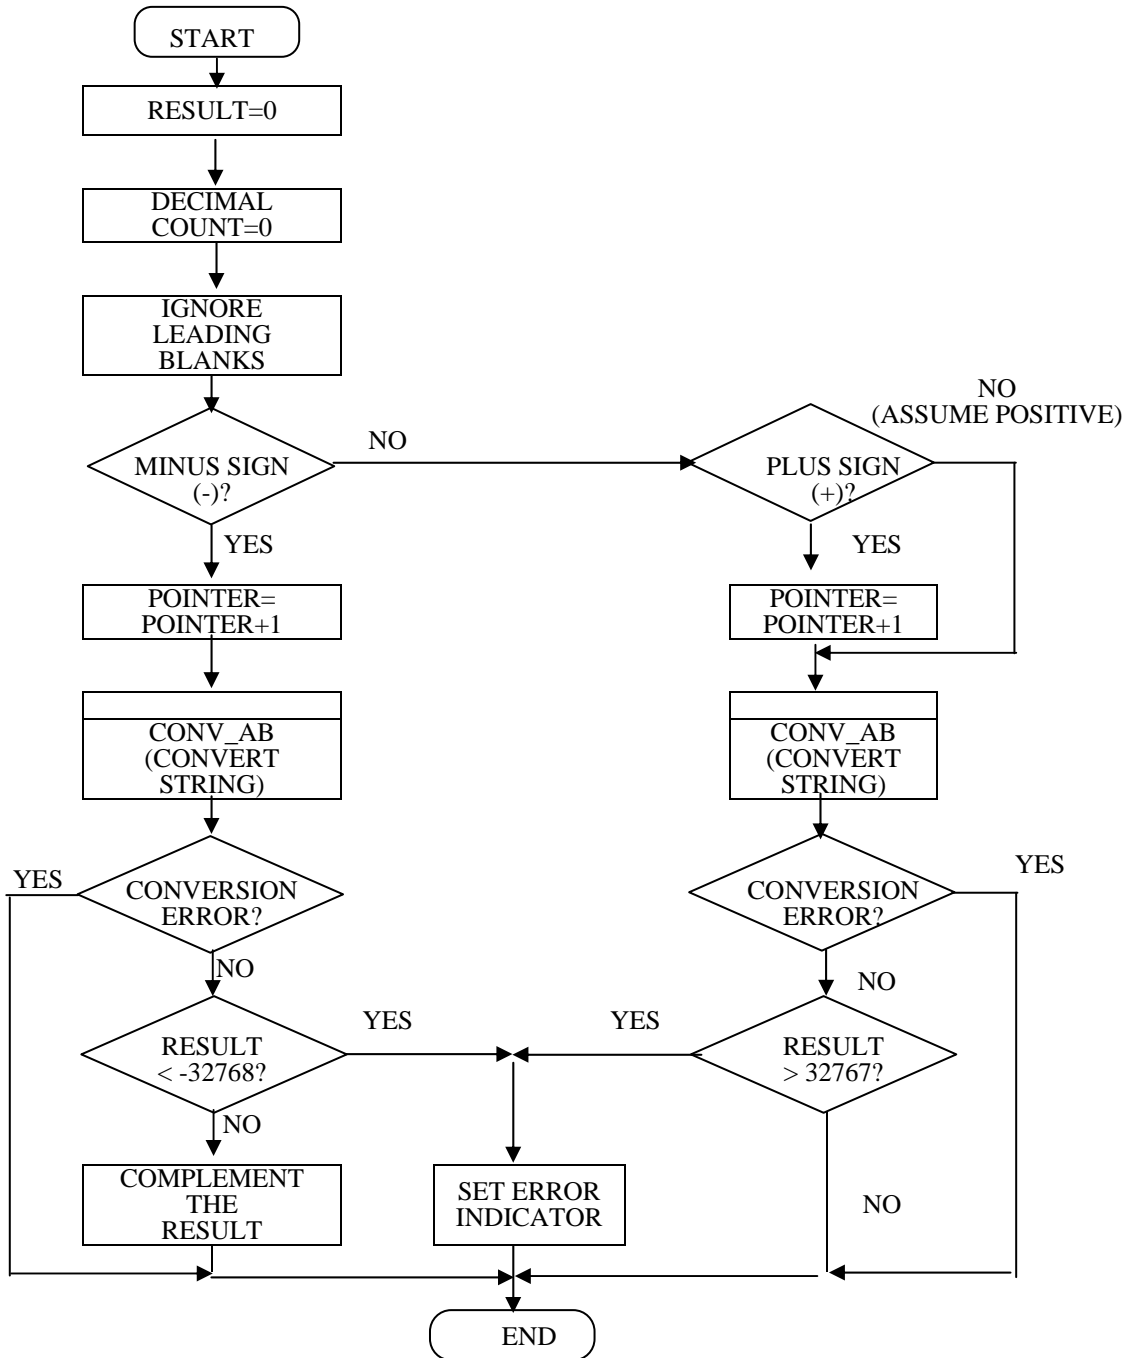 START
RESULT=0
DECIMAL
COUNT=0
IGNORE
LEADING
BLANKS
MINUS SIGN
(-)?
NO
PLUS SIGN
(+)?
NO
(ASSUME POSITIVE)
YES
YES
POINTER=
POINTER+1
POINTER=
POINTER+1
CONV_AB
(CONVERT
STRING)
CONV_AB
(CONVERT
STRING)
YES
CONVERSION
ERROR?
CONVERSION
ERROR?
YES
NO
NO
RESULT
< -32768?
YES
YES
RESULT
> 32767?
NO
COMPLEMENT
THE
RESULT
SET ERROR
INDICATOR
NO
END